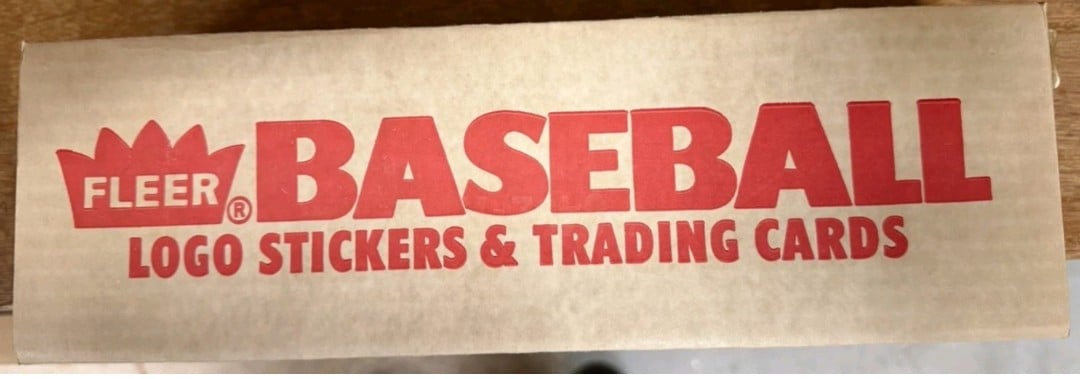 FLEER® BASEBALL
LOGO STICKERS & TRADING CARDS